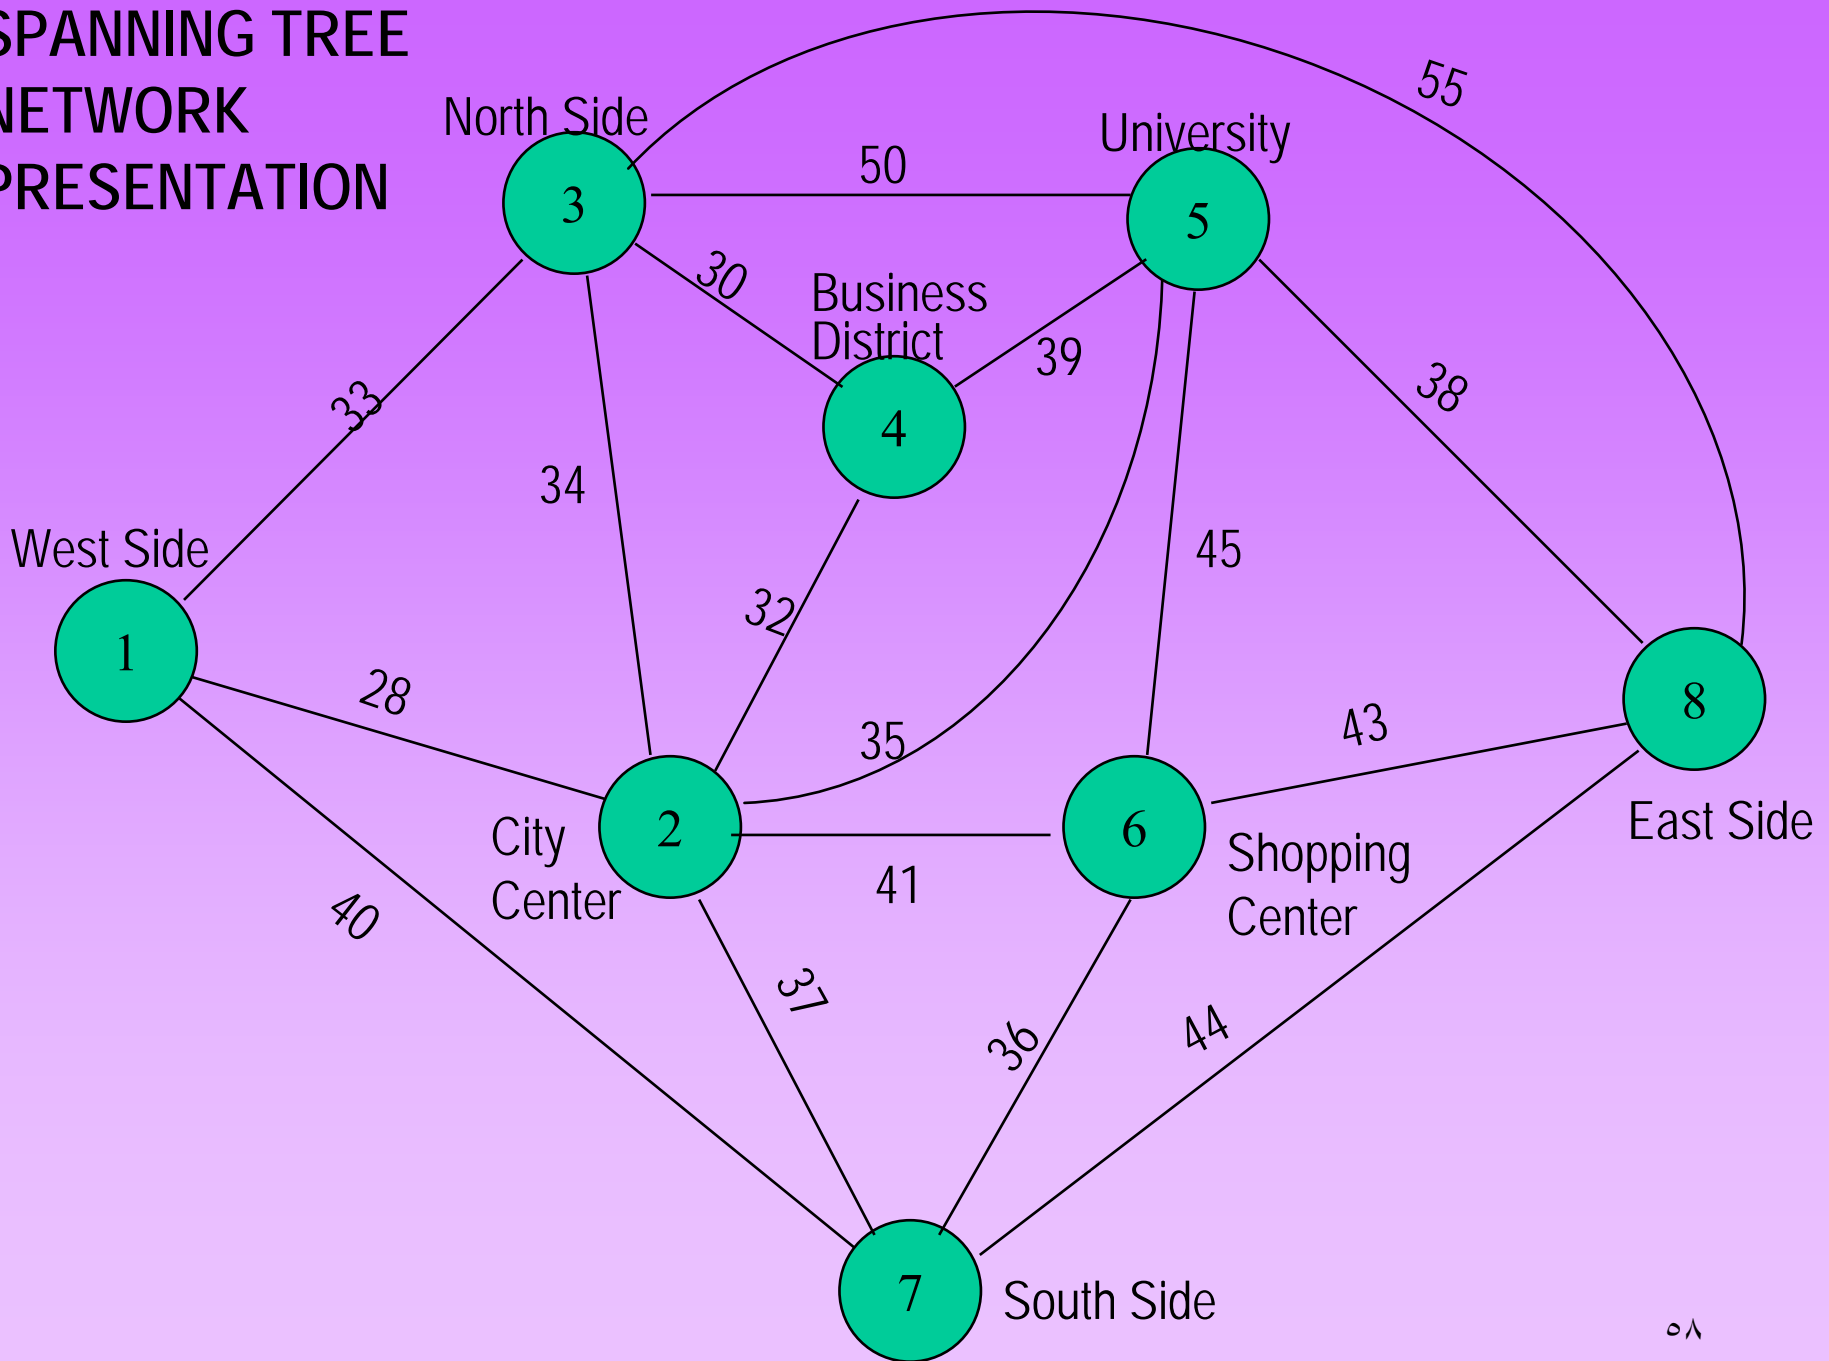 SPANNING TREE
NETWORK
PRESENTATION
55
North Side
University
50
3
5
30
Business
District
39
38
33
4
34
West Side
45
32
1
28
35
43
8
City
Center
2
6
Shopping
Center
East Side
41
40
37
36
44
7
South Side
٥٨